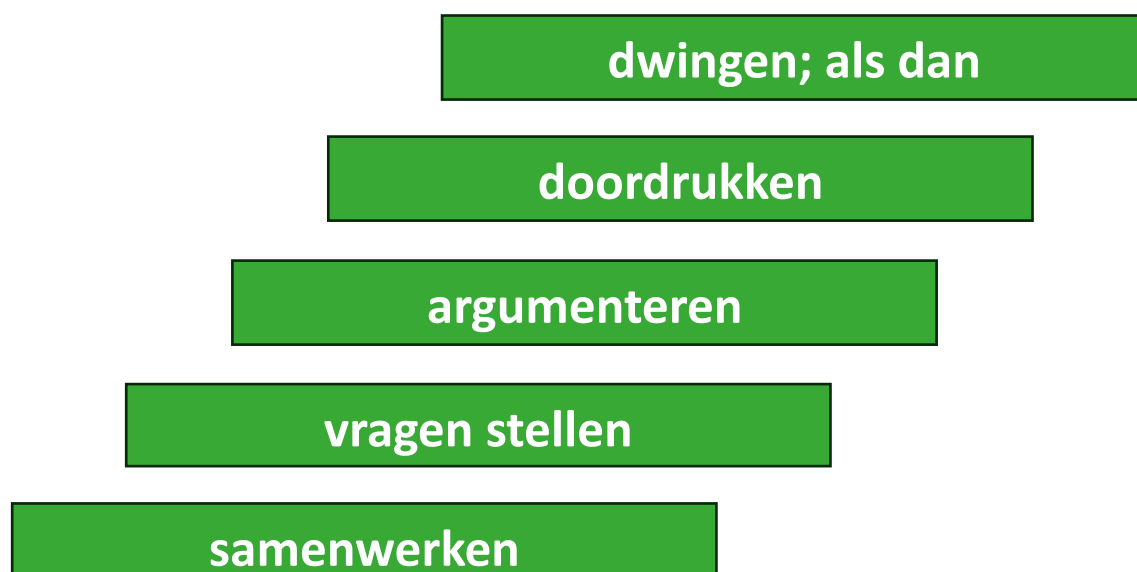 dwingen; als dan
doordrukken
argumenteren
vragen stellen
samenwerken